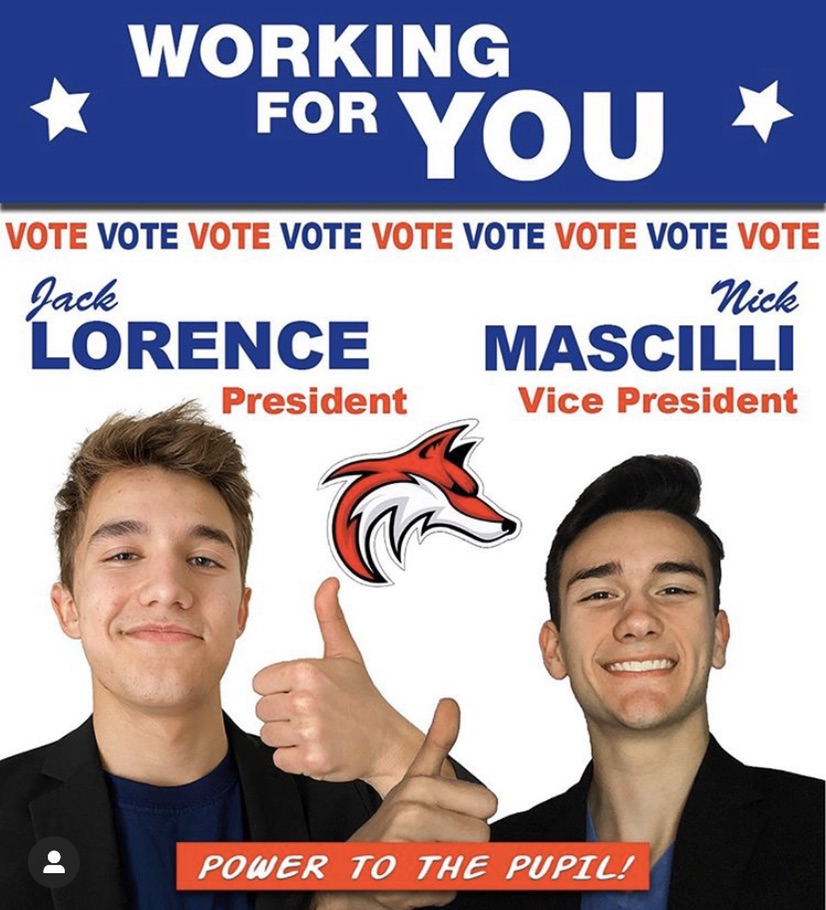 WORKING
FOR YOU
VOTE VOTE VOTE VOTE VOTE VOTE VOTE VOTE VOTE
Jack
LORENCE
President
Nick
MASCILLI
Vice President
POWER TO THE PUPIL!